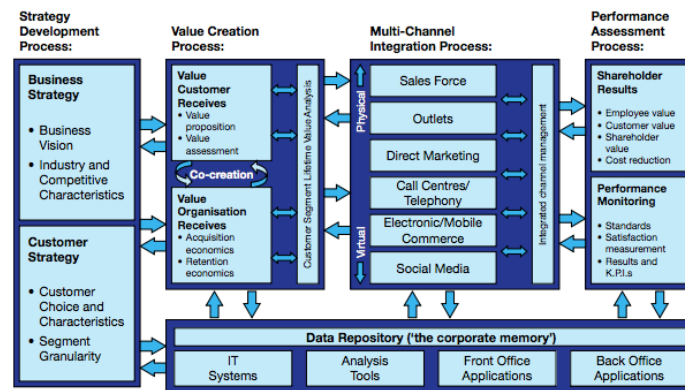 Strategy
Development
Process:
Business
Strategy
• Business
Vision
• Industry and
Competitive
Characteristics
Customer
Strategy
• Customer
Choice and
Characteristics
• Segment
Granularity
Value Creation
Process:
Value
Customer
Receives
• Value
proposition
• Value
assessment
Co-creation
Value
Organisation
Receives
• Acquisition
economics
• Retention
economics
Customer Segment Lifetime Value Analysis
Multi-Channel
Integration Process:
Physical
Virtual
Sales Force
Outlets
Direct Marketing
Call Centres/
Telephony
Electronic/Mobile
Commerce
Social Media
Integrated channel management
Performance
Assessment
Process:
Shareholder
Results
• Employee value
• Customer value
• Shareholder
value
• Cost reduction
Performance
Monitoring
• Standards
• Satisfaction
measurement
• Results and
K.P.I.s
Data Repository ('the corporate memory')
IT
Systems
Analysis
Tools
Front Office
Applications
Back Office
Applications